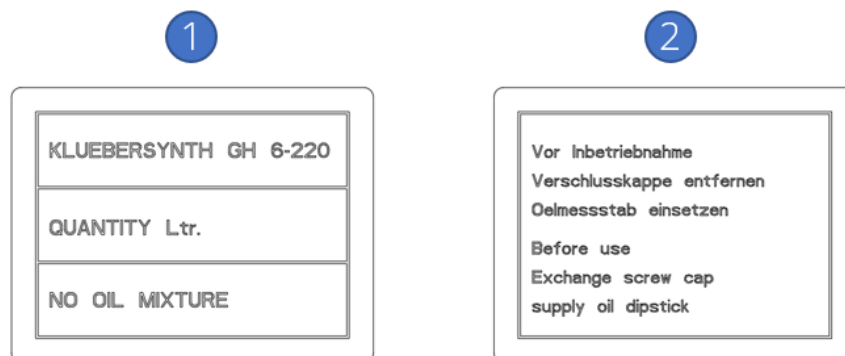 1
2
KLUEBERSYNTH GH 6-220
QUANTITY Ltr.
NO OIL MIXTURE
Vor Inbetriebnahme
Verschlusskappe entfernen
Oelmessstab einsetzen
Before use
Exchange screw cap
supply oil dipstick